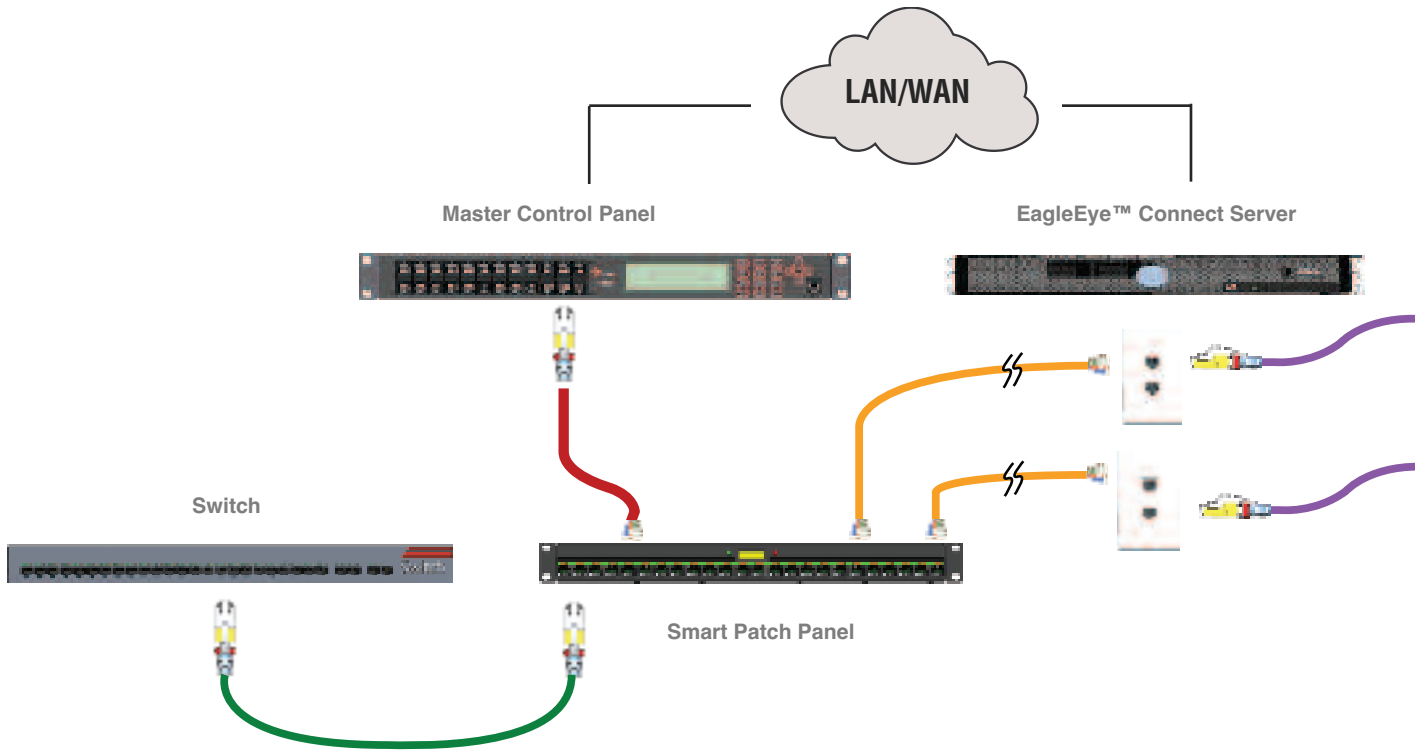 LAN/WAN
Master Control Panel
EagleEye™ Connect Server
Switch
Smart Patch Panel